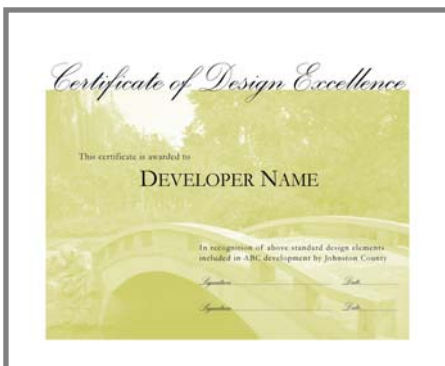 Certificate of Design Excellence
This certificate is awarded to
DEVELOPER NAME
In recognition of above standard design elements
included in ABC development by Johnston County
Signature Date
Signature Date